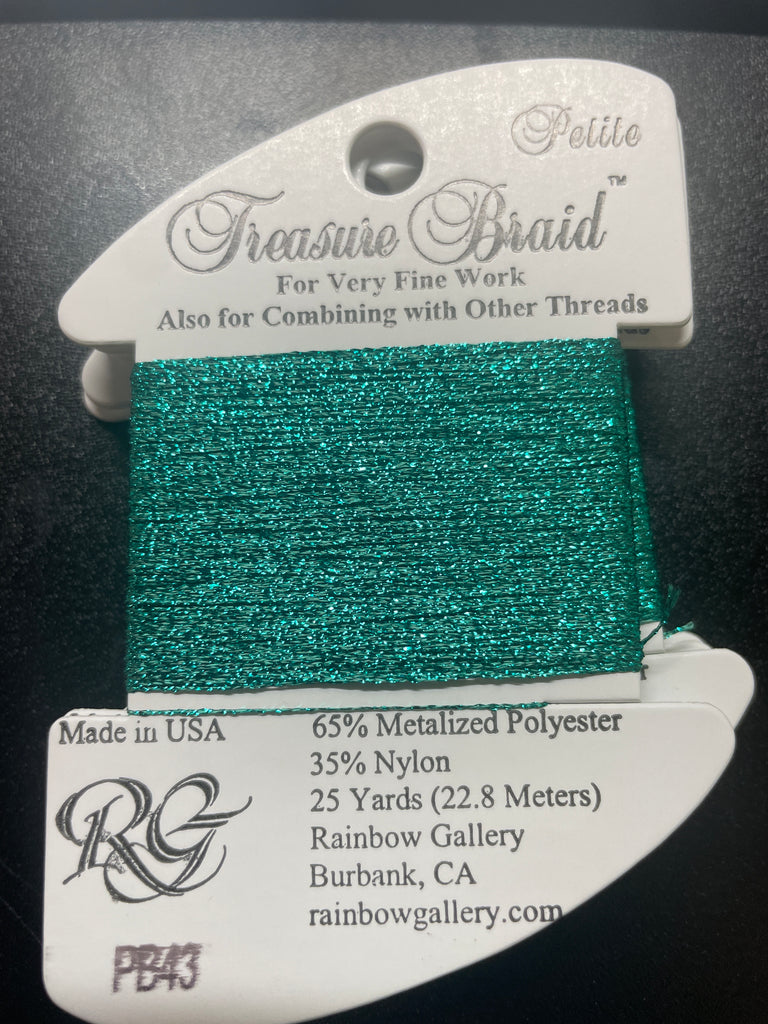 Petite
Treasure Braid™
For Very Fine Work
Also for Combining with Other Threads
Made in USA
65% Metalized Polyester
35% Nylon
25 Yards (22.8 Meters)
Rainbow Gallery
Burbank, CA
rainbowgallery.com
RG
PB43